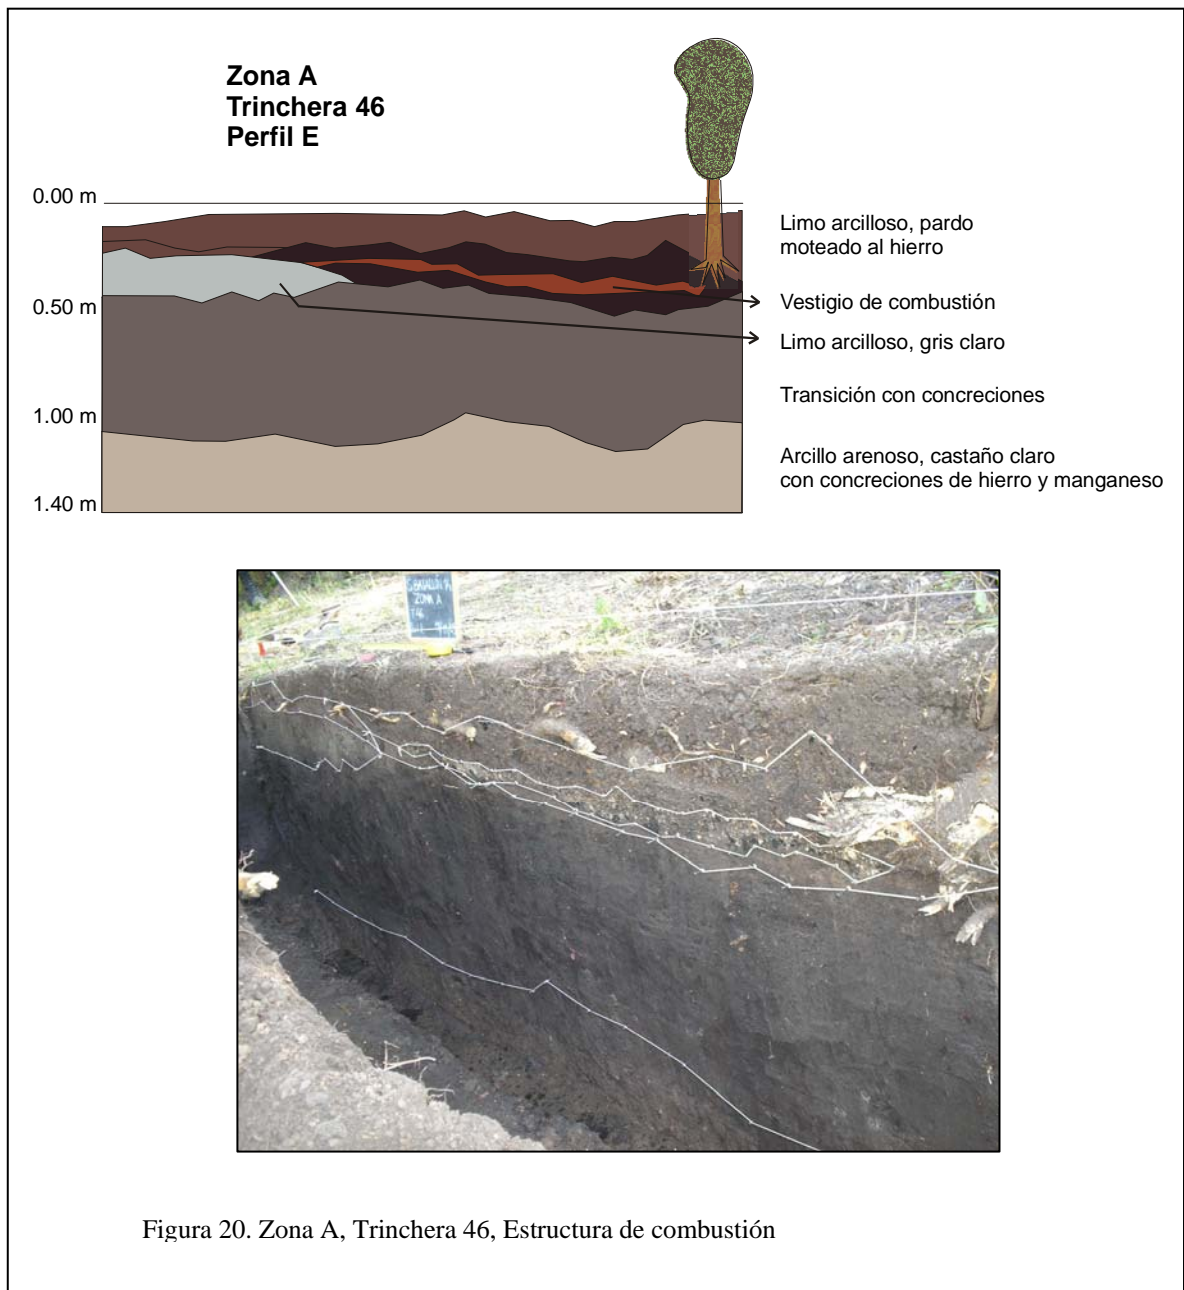 Zona A
Trinchera 46
Perfil E
0.00 m
Limo arcilloso, pardo
moteado al hierro
Vestigio de combustión
0.50 m
Limo arcilloso, gris claro
Transición con concreciones
1.00 m
Arcillo arenoso, castaño claro
con concreciones de hierro y manganeso
1.40 m
ZONA A
Figura 20. Zona A, Trinchera 46, Estructura de combustión